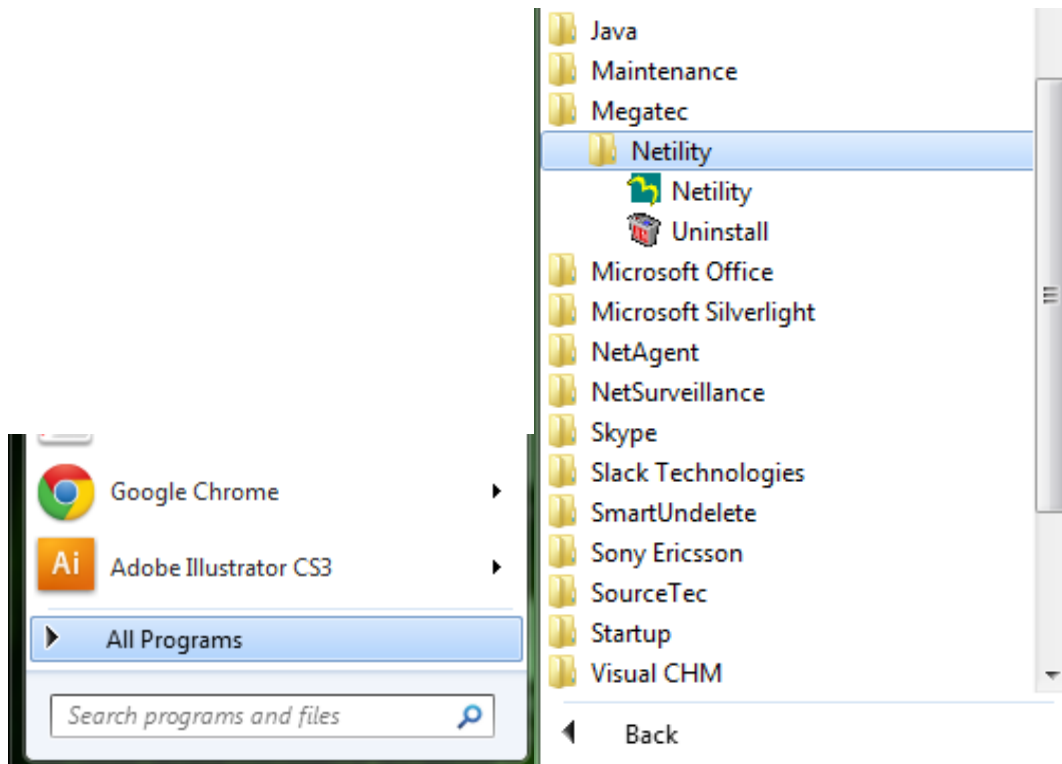 Google Chrome
Ai
Adobe Illustrator CS3
All Programs
Search programs and files
Java
Maintenance
Megatec
Netility
Netility
Uninstall
Microsoft Office
Microsoft Silverlight
NetAgent
NetSurveillance
Skype
Slack Technologies
SmartUndelete
Sony Ericsson
SourceTec
Startup
Visual CHM
Back